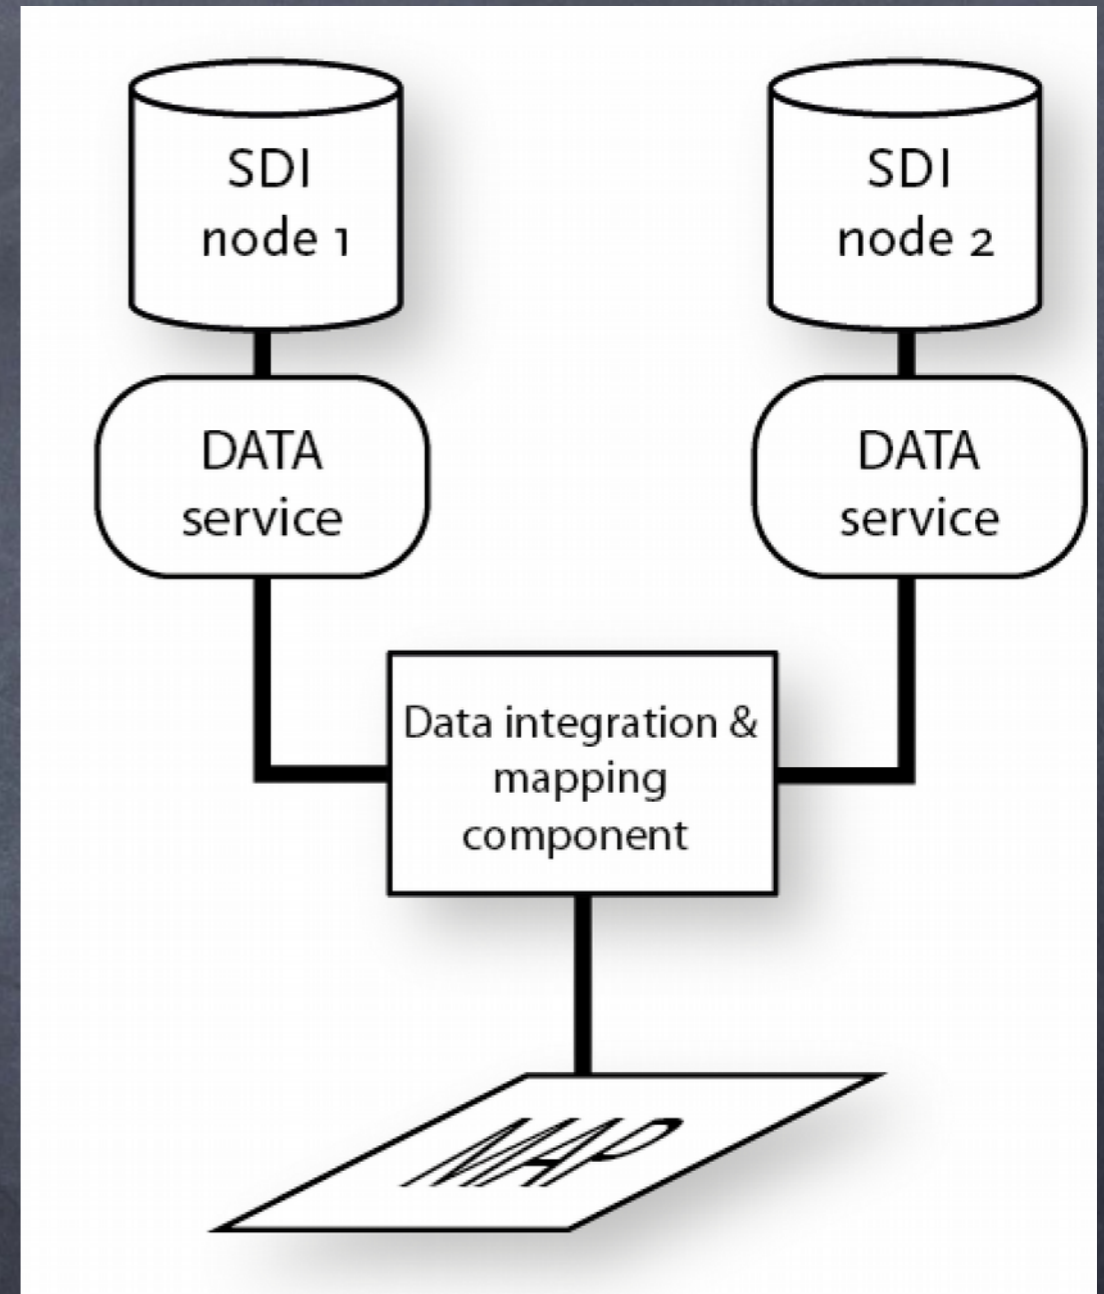 SDI
node 1
SDI
node 2
DATA
service
DATA
service
Data integration &
mapping
component
MAP